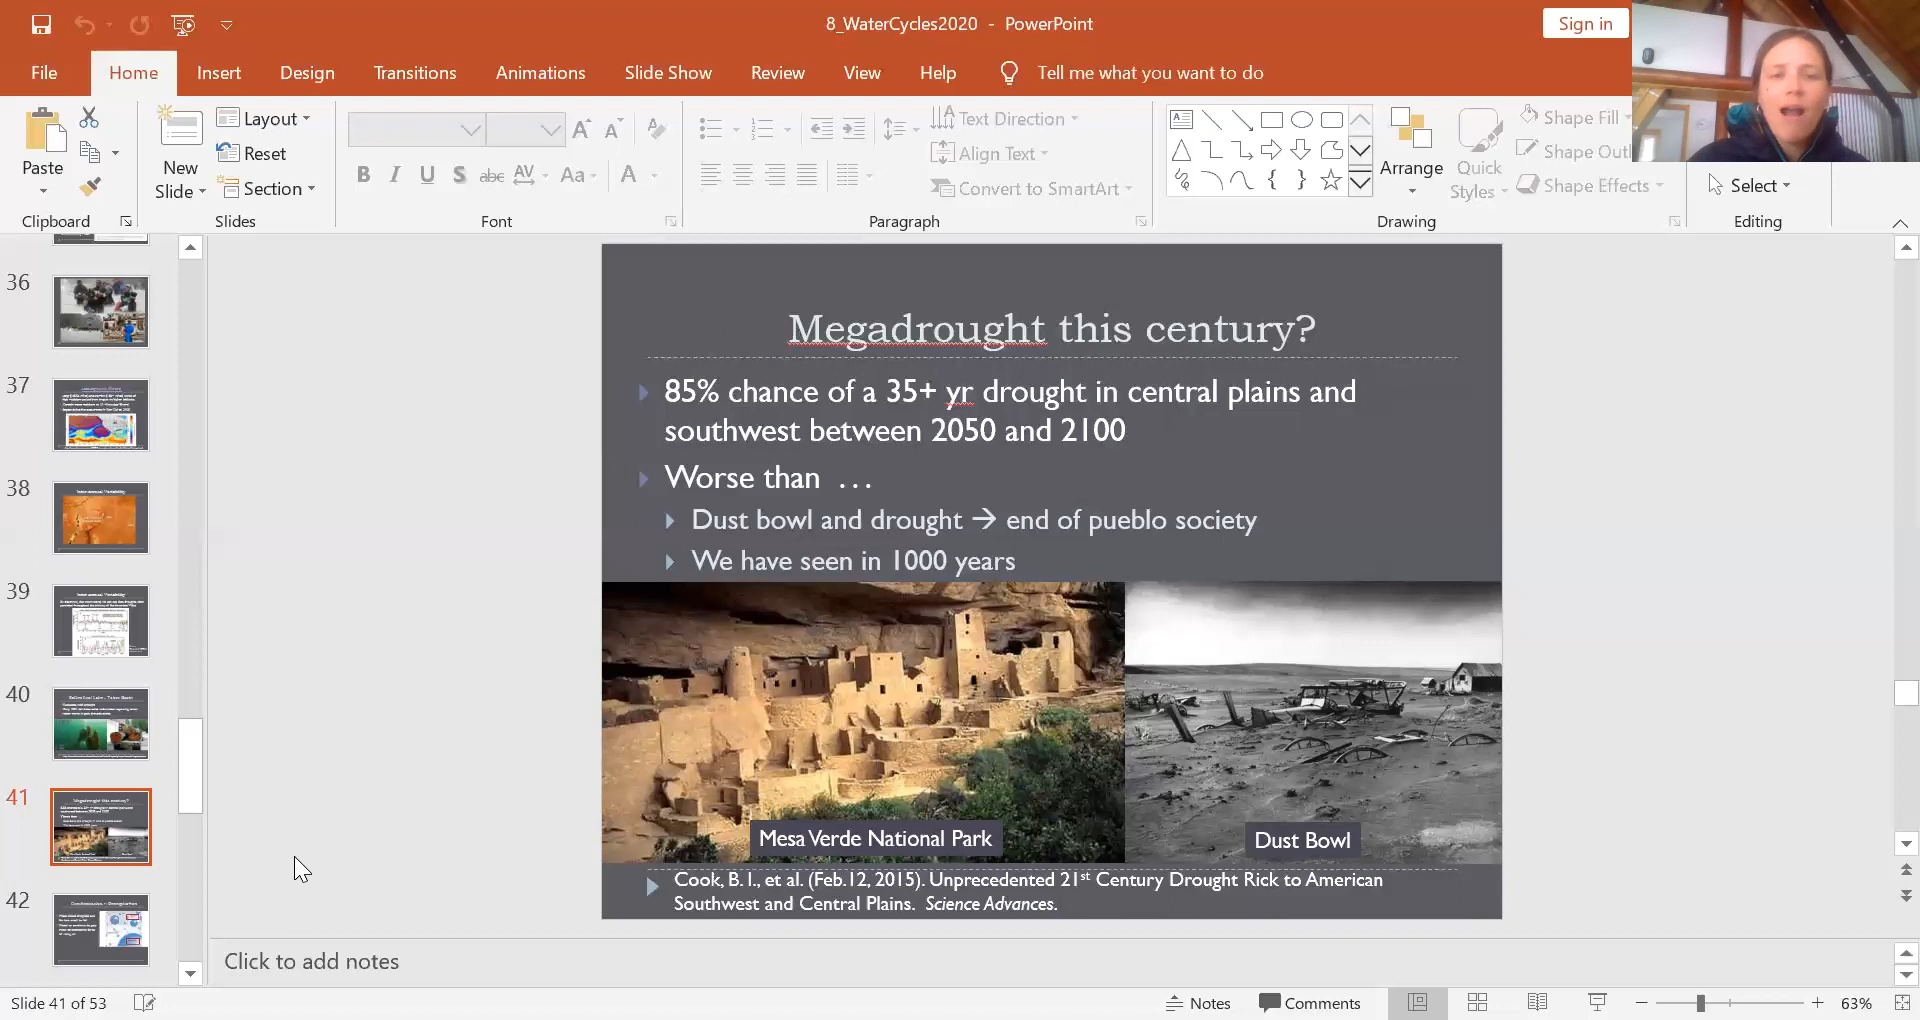 8_WaterCycles2020 - PowerPoint
Sign in
File
Home
Insert
Design
Transitions
Animations
Slide Show
Review
View
Help
Tell me what you want to do
Paste
New
Slide
Layout
Reset
Section
B I U S abc AV Aa A
Text Direction
Align Text
Convert to SmartArt
Arrange
Quick
Styles
Shape Fill
Shape Outl
Shape Effects
Select
Clipboard
Slides
Font
Paragraph
Drawing
Editing
36
37
38
39
40
41
42
Megadrought this century?
85% chance of a 35+ yr drought in central plains and
southwest between 2050 and 2100
Worse than …
Dust bowl and drought → end of pueblo society
We have seen in 1000 years
Mesa Verde National Park
Dust Bowl
Cook, B. I., et al. (Feb.12, 2015). Unprecedented 21st Century Drought Rick to American
Southwest and Central Plains. Science Advances.
Click to add notes
Slide 41 of 53
Notes
Comments
63%